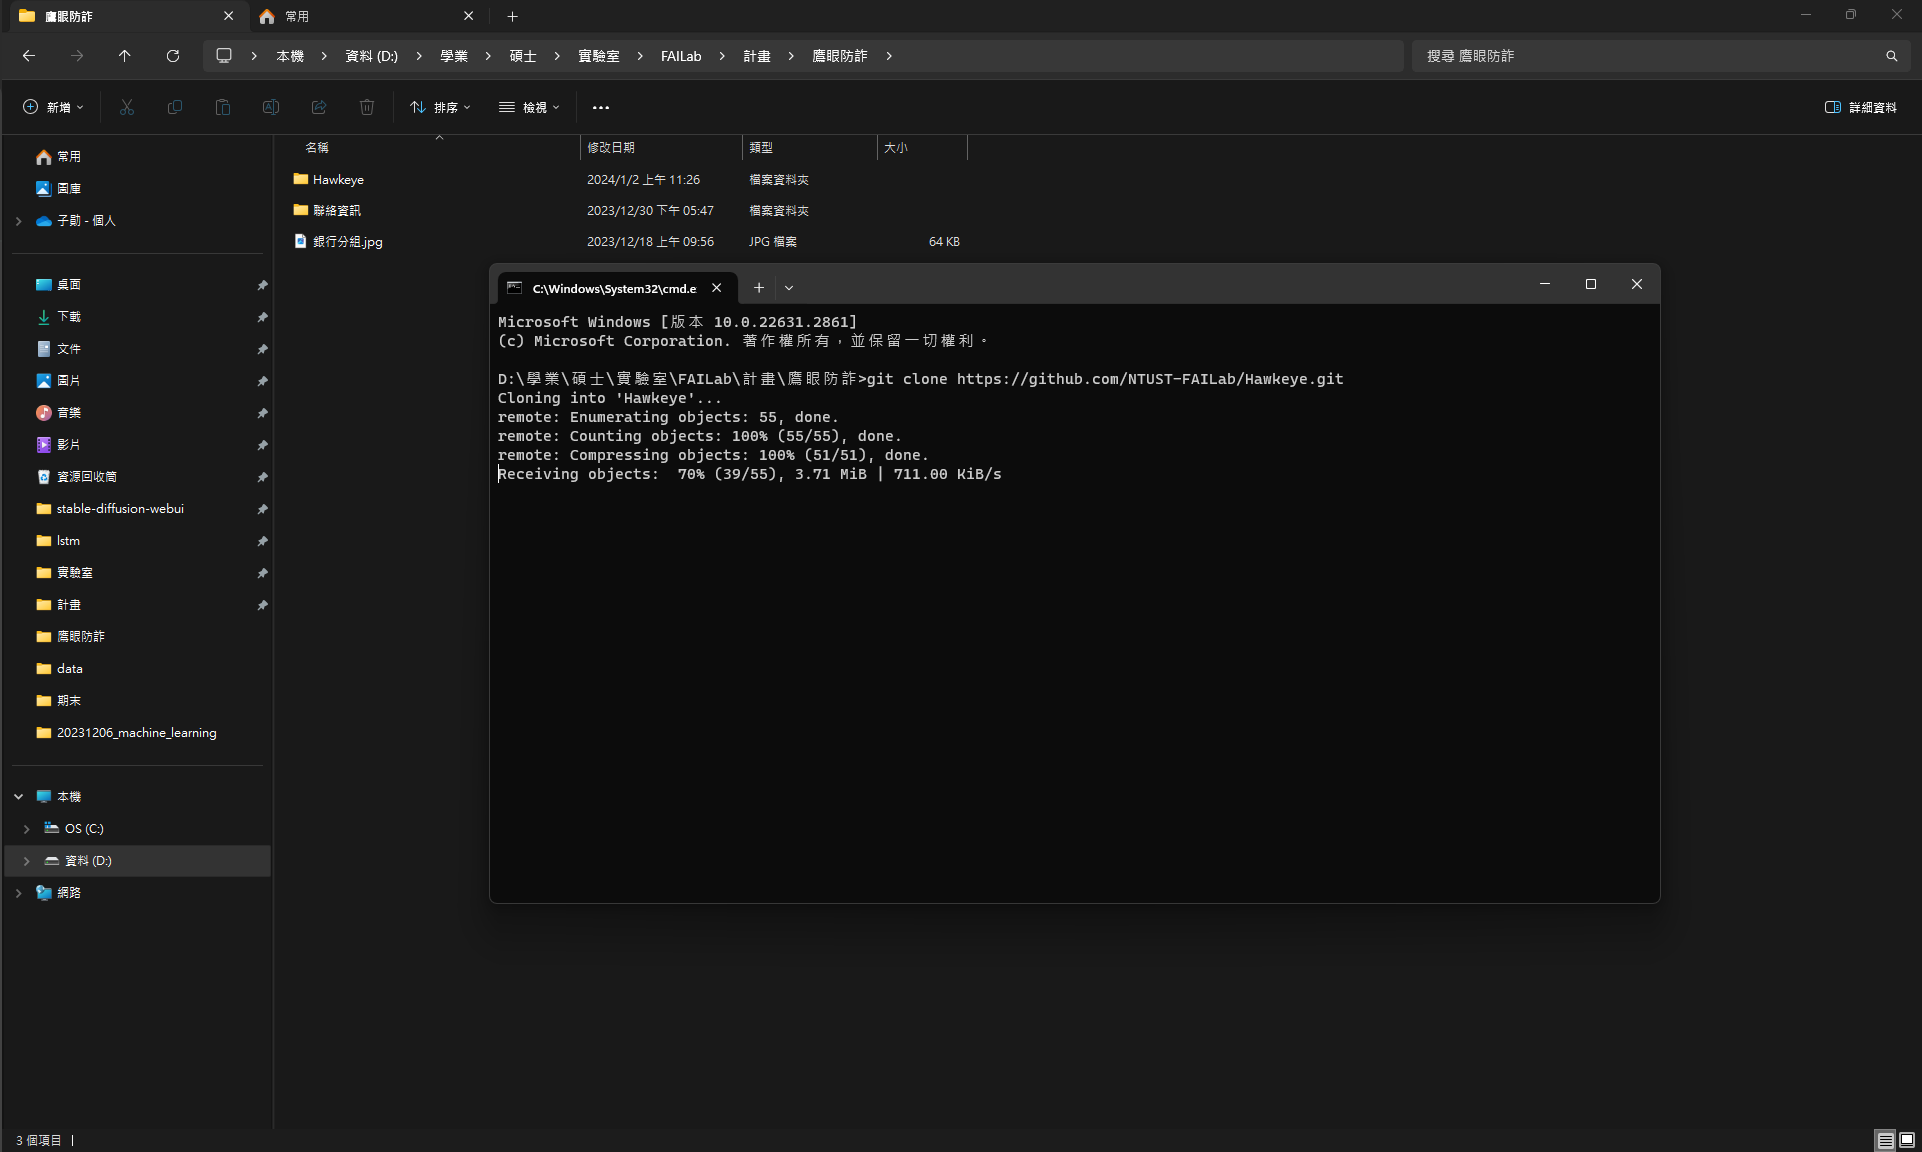 鷹眼防詐
常用
本機 資料 (D:) 學業 碩士 實驗室 FAILab 計畫 鷹眼防詐
搜尋 鷹眼防詐
新增 排序 檢視 詳細資料
名稱 修改日期 類型 大小
Hawkeye 2024/1/2 上午 11:26 檔案資料夾
聯絡資訊 2023/12/30 下午 05:47 檔案資料夾
銀行分組.jpg 2023/12/18 上午 09:56 JPG 檔案 64 KB
常用
圖庫
子勛 - 個人
桌面
下載
文件
圖片
音樂
影片
資源回收筒
stable-diffusion-webui
lstm
實驗室
計畫
鷹眼防詐
data
期末
20231206_machine_learning
本機
OS (C:)
資料 (D:)
網路
C:\Windows\System32\cmd.e
Microsoft Windows [版本 10.0.22631.2861]
(c) Microsoft Corporation. 著作權所有，並保留一切權利。
D:\學業\碩士\實驗室\FAILab\計畫\鷹眼防詐>git clone https://github.com/NTUST-FAILab/Hawkeye.git
Cloning into 'Hawkeye'...
remote: Enumerating objects: 55, done.
remote: Counting objects: 100% (55/55), done.
remote: Compressing objects: 100% (51/51), done.
Receiving objects:  70% (39/55), 3.71 MiB | 711.00 KiB/s
3 個項目